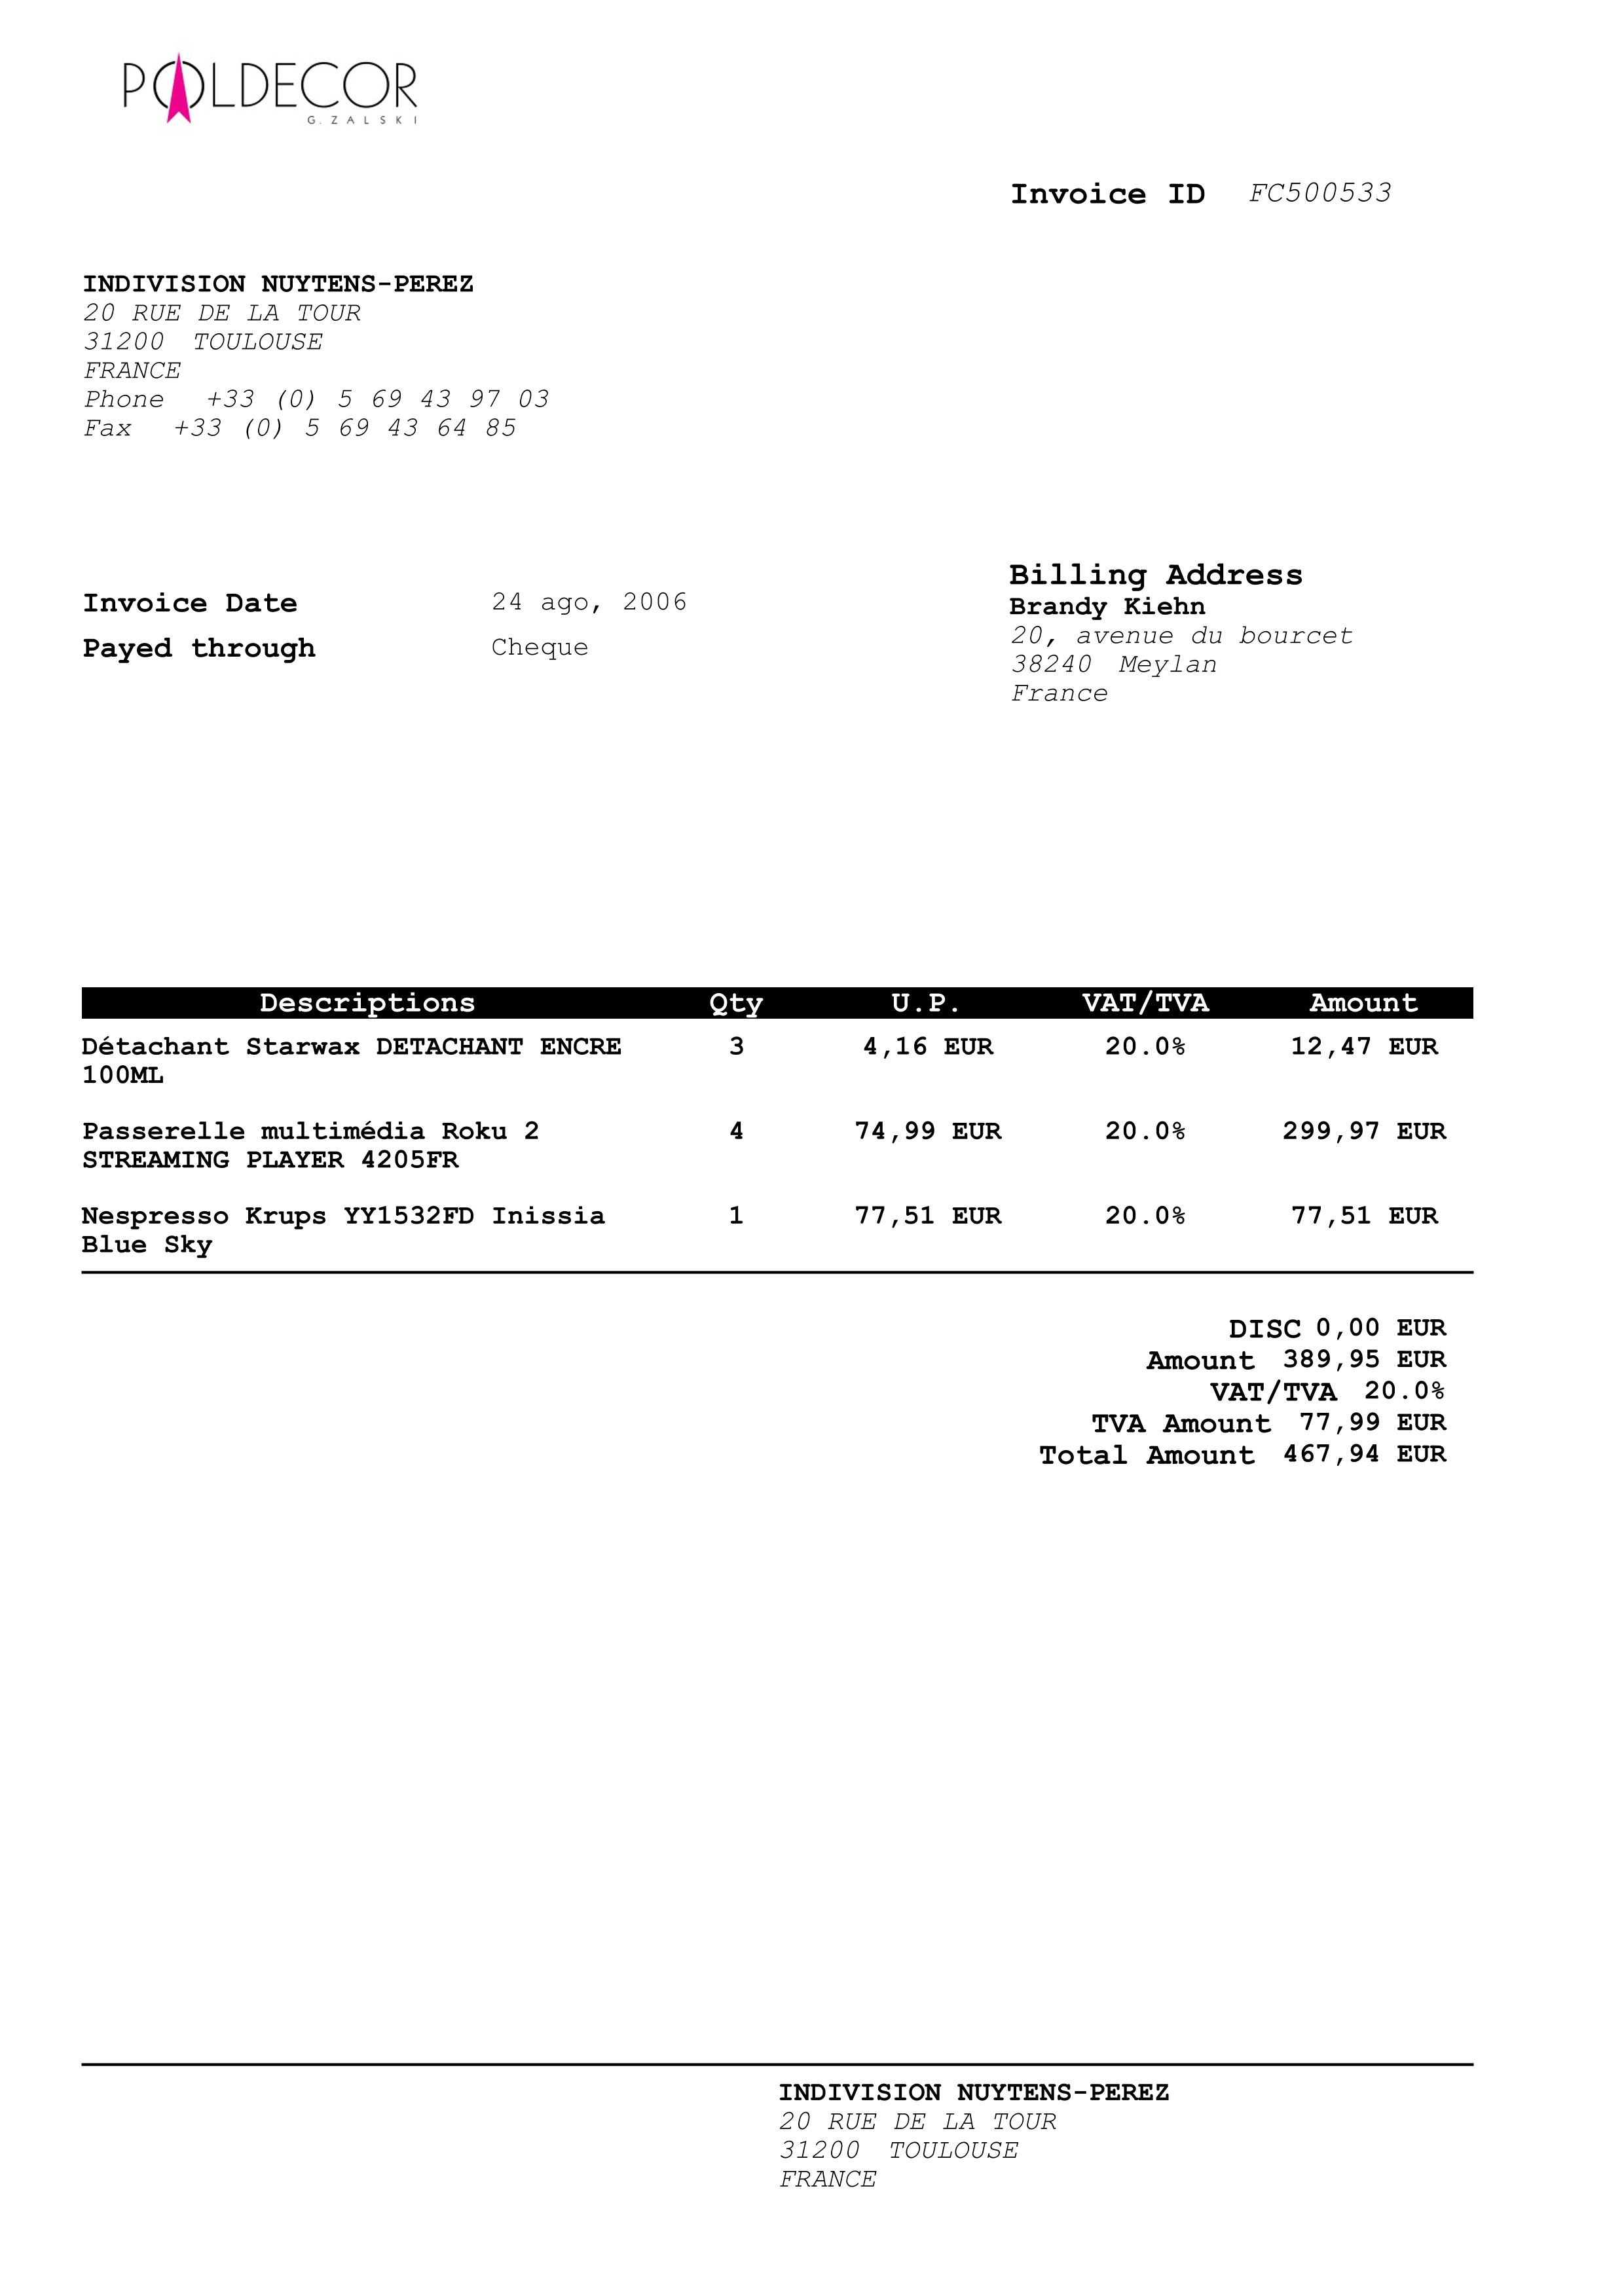 POLDECOR
G. ZALSKI
Invoice ID FC500533
INDIVISION NUYTENS-PEREZ
20 RUE DE LA TOUR
31200 TOULOUSE
FRANCE
Phone +33 (0) 5 69 43 97 03
Fax +33 (0) 5 69 43 64 85
Invoice Date 24 ago, 2006
Payed through Cheque
Billing Address
Brandy Kiehn
20, avenue du bourcet
38240 Meylan
France
Descriptions Qty U.P. VAT/TVA Amount
Détachant Starwax DETACHANT ENCRE 3 4,16 EUR 20.0% 12,47 EUR
100ML
Passerelle multimédia Roku 2 4 74,99 EUR 20.0% 299,97 EUR
STREAMING PLAYER 4205FR
Nespresso Krups YY1532FD Inissia 1 77,51 EUR 20.0% 77,51 EUR
Blue Sky
DISC 0,00 EUR
Amount 389,95 EUR
VAT/TVA 20.0%
TVA Amount 77,99 EUR
Total Amount 467,94 EUR
INDIVISION NUYTENS-PEREZ
20 RUE DE LA TOUR
31200 TOULOUSE
FRANCE